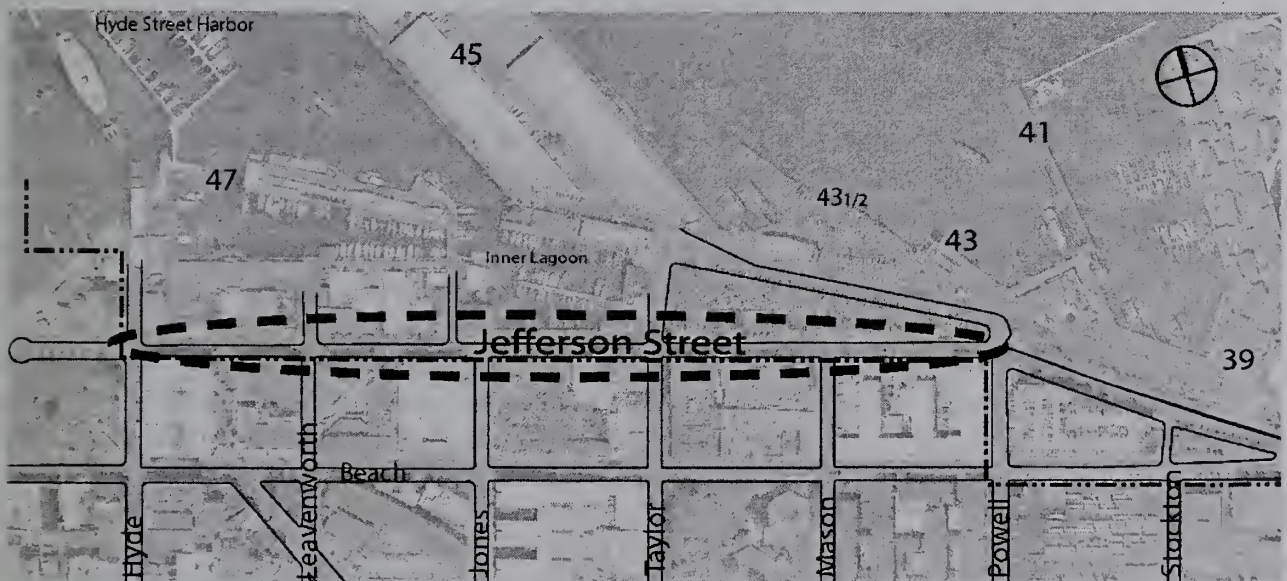 Hyde Street Harbor
45
41
47
43 1/2
43
Inner Lagoon
Jefferson Street
39
Beach
Hyde
Leavenworth
Jones
Taylor
Mason
Powell
Stockton